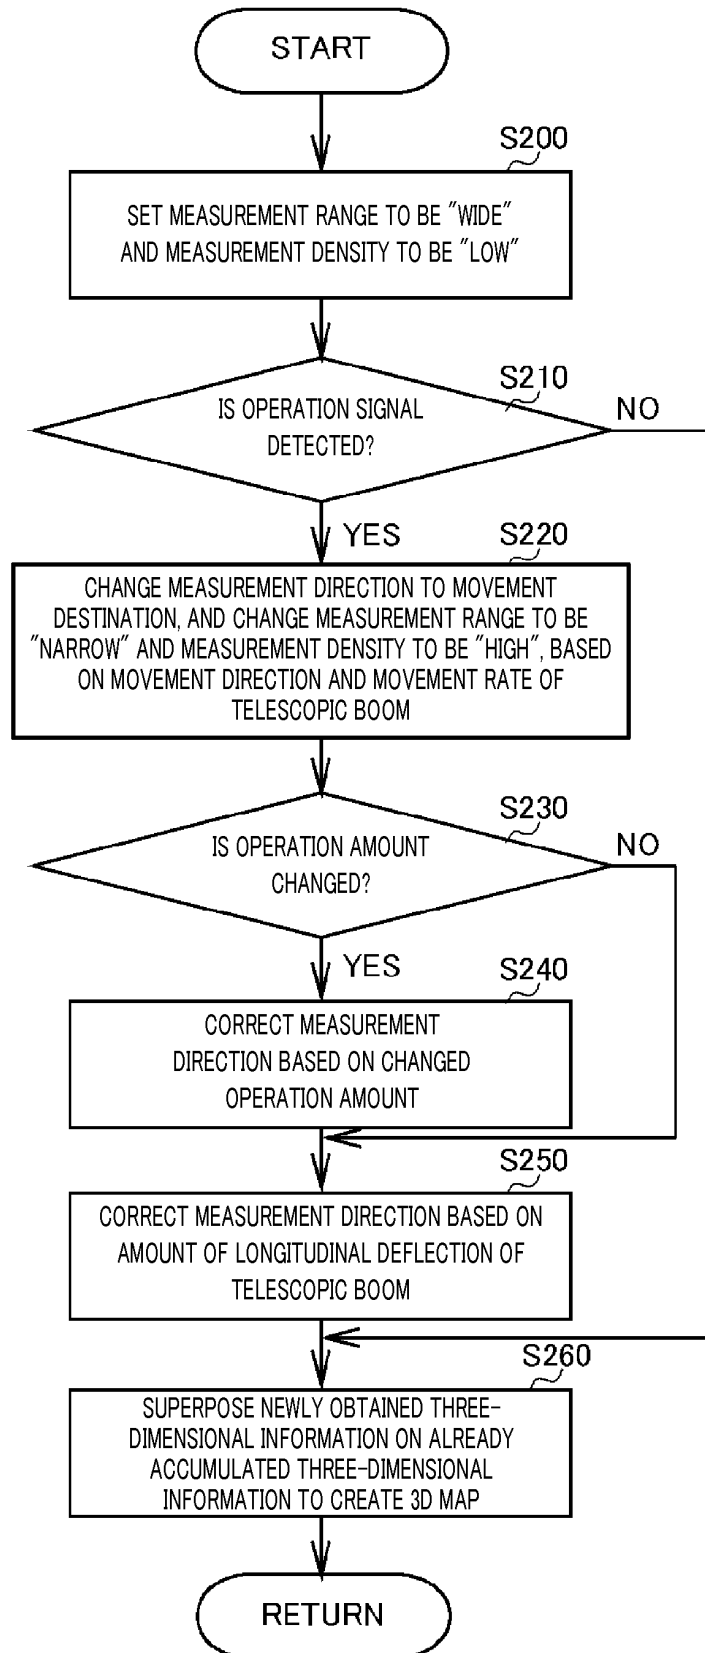 START
S200
SET MEASUREMENT RANGE TO BE "WIDE"
AND MEASUREMENT DENSITY TO BE "LOW"
S210
IS OPERATION SIGNAL
DETECTED?
NO
YES
S220
CHANGE MEASUREMENT DIRECTION TO MOVEMENT
DESTINATION, AND CHANGE MEASUREMENT RANGE TO BE
"NARROW" AND MEASUREMENT DENSITY TO BE "HIGH", BASED
ON MOVEMENT DIRECTION AND MOVEMENT RATE OF
TELESCOPIC BOOM
S230
IS OPERATION AMOUNT
CHANGED?
NO
YES
S240
CORRECT MEASUREMENT
DIRECTION BASED ON CHANGED
OPERATION AMOUNT
S250
CORRECT MEASUREMENT DIRECTION BASED ON
AMOUNT OF LONGITUDINAL DEFLECTION OF
TELESCOPIC BOOM
S260
SUPERPOSE NEWLY OBTAINED THREE-
DIMENSIONAL INFORMATION ON ALREADY
ACCUMULATED THREE-DIMENSIONAL
INFORMATION TO CREATE 3D MAP
RETURN